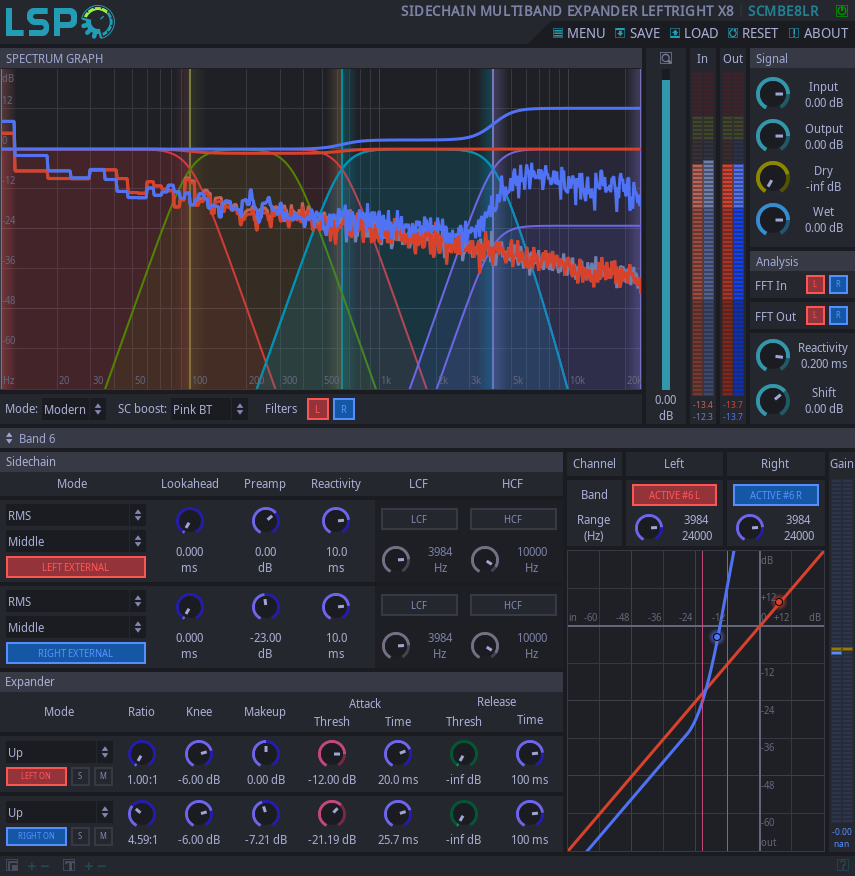 LSP SIDECHAIN MULTIBAND EXPANDER LEFTRIGHT X8 SCMBE8LR
MENU SAVE LOAD RESET ABOUT
SPECTRUM GRAPH
dB
12
0
-12
-24
-36
-48
-60
Hz 20 30 50 100 200 300 500 1k 2k 3k 5k 10k 20k
Mode: Modern SC boost: Pink BT Filters L R
0.00
dB
In Out
-13.4 -13.7
-12.3 -13.7
Signal
Input
0.00 dB
Output
0.00 dB
Dry
-inf dB
Wet
0.00 dB
Analysis
FFT In L R
FFT Out L R
Reactivity
0.200 ms
Shift
0.00 dB
Band 6
Sidechain
Mode Lookahead Preamp Reactivity LCF HCF
RMS
Middle
LEFT EXTERNAL
0.000
ms
0.00
dB
10.0
ms
LCF HCF
3984
Hz
10000
Hz
RMS
Middle
RIGHT EXTERNAL
0.000
ms
-23.00
dB
10.0
ms
LCF HCF
3984
Hz
10000
Hz
Expander
Mode Ratio Knee Makeup Attack Release
Thresh Time Thresh Time
Up
LEFT ON S M
1.00:1 -6.00 dB 0.00 dB -12.00 dB 20.0 ms -inf dB 100 ms
Up
RIGHT ON S M
4.59:1 -6.00 dB -7.21 dB -21.19 dB 25.7 ms -inf dB 100 ms
Channel Left Right
Band ACTIVE #6 L ACTIVE #6 R
Range
(Hz)
3984
24000
3984
24000
dB
+12
in -60 -48 -36 -24 -12 0 +12 dB
-12
-24
-36
-48
-60
out
Gain
-0.00
nan